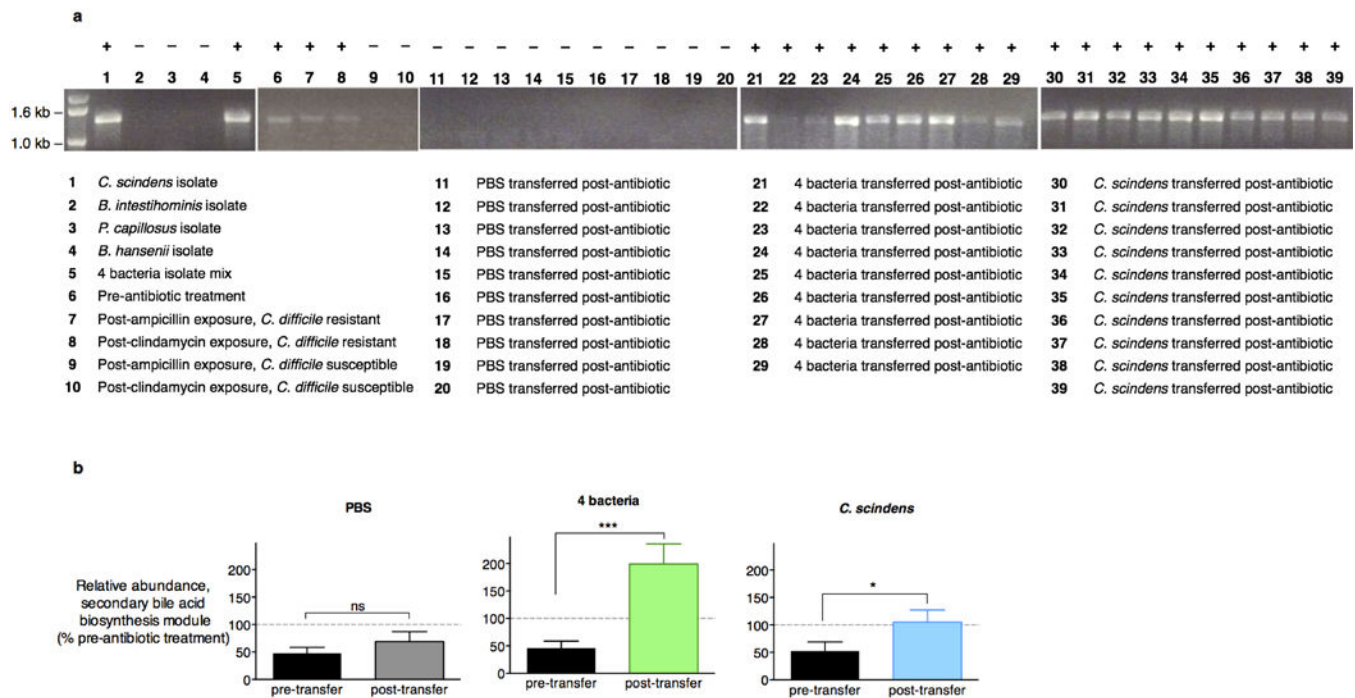 a
+ – – – + + + + – – – – – – – – – – – – + + + + + + + + + + + + + + + + + + +
1 2 3 4 5 6 7 8 9 10 11 12 13 14 15 16 17 18 19 20 21 22 23 24 25 26 27 28 29 30 31 32 33 34 35 36 37 38 39
1.6 kb –
1.0 kb –
1 C. scindens isolate
2 B. intestihominis isolate
3 P. capillosus isolate
4 B. hansenii isolate
5 4 bacteria isolate mix
6 Pre-antibiotic treatment
7 Post-ampicillin exposure, C. difficile resistant
8 Post-clindamycin exposure, C. difficile resistant
9 Post-ampicillin exposure, C. difficile susceptible
10 Post-clindamycin exposure, C. difficile susceptible
11 PBS transferred post-antibiotic
12 PBS transferred post-antibiotic
13 PBS transferred post-antibiotic
14 PBS transferred post-antibiotic
15 PBS transferred post-antibiotic
16 PBS transferred post-antibiotic
17 PBS transferred post-antibiotic
18 PBS transferred post-antibiotic
19 PBS transferred post-antibiotic
20 PBS transferred post-antibiotic
21 4 bacteria transferred post-antibiotic
22 4 bacteria transferred post-antibiotic
23 4 bacteria transferred post-antibiotic
24 4 bacteria transferred post-antibiotic
25 4 bacteria transferred post-antibiotic
26 4 bacteria transferred post-antibiotic
27 4 bacteria transferred post-antibiotic
28 4 bacteria transferred post-antibiotic
29 4 bacteria transferred post-antibiotic
30 C. scindens transferred post-antibiotic
31 C. scindens transferred post-antibiotic
32 C. scindens transferred post-antibiotic
33 C. scindens transferred post-antibiotic
34 C. scindens transferred post-antibiotic
35 C. scindens transferred post-antibiotic
36 C. scindens transferred post-antibiotic
37 C. scindens transferred post-antibiotic
38 C. scindens transferred post-antibiotic
39 C. scindens transferred post-antibiotic
b
Relative abundance,
secondary bile acid
biosynthesis module
(% pre-antibiotic treatment)
PBS
200
150
100
50
0
ns
pre-transfer post-transfer
4 bacteria
200
150
100
50
0
***
pre-transfer post-transfer
C. scindens
200
150
100
50
0
*
pre-transfer post-transfer